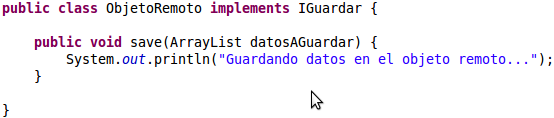 public class ObjetoRemoto implements IGuardar {
public void save(ArrayList datosAGuardar) {
System.out.println("Guardando datos en el objeto remoto...");
}
}